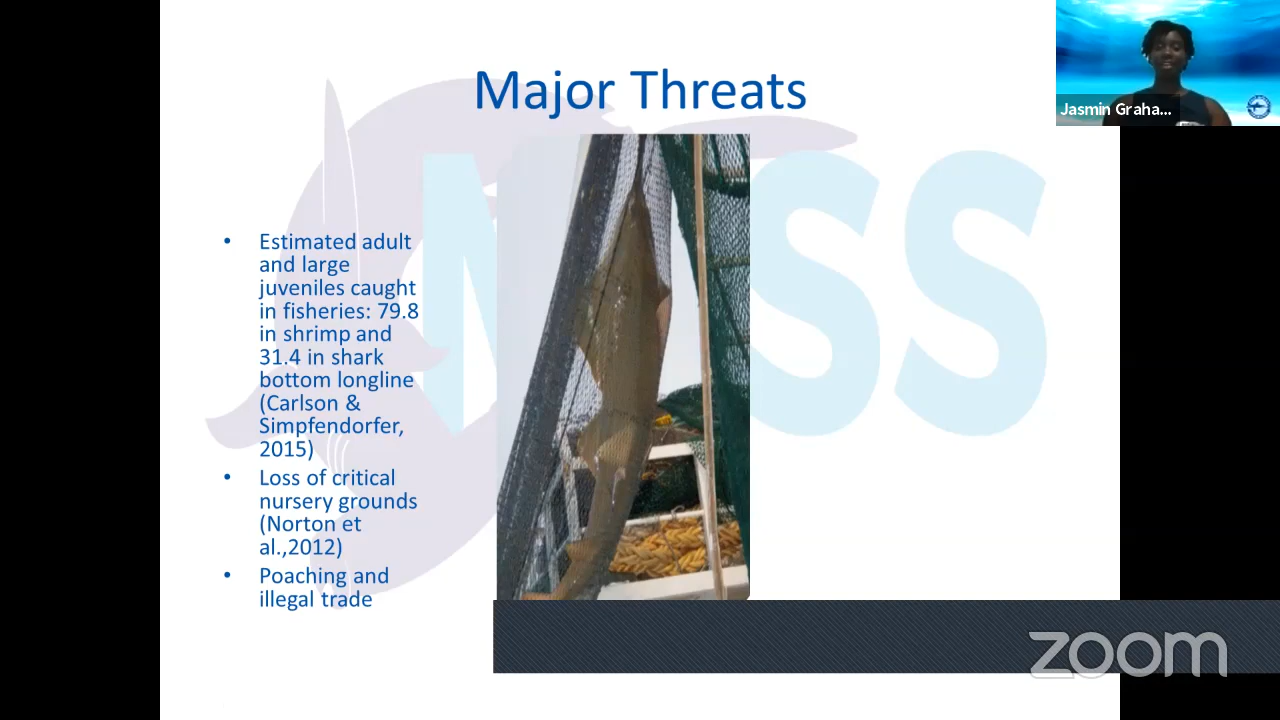 Major Threats
Jasmin Graha...
MISS
• Estimated adult
and large
juveniles caught
in fisheries: 79.8
in shrimp and
31.4 in shark
bottom longline
(Carlson &
Simpfendorfer,
2015)
• Loss of critical
nursery grounds
(Norton et
al.,2012)
• Poaching and
illegal trade
zoom